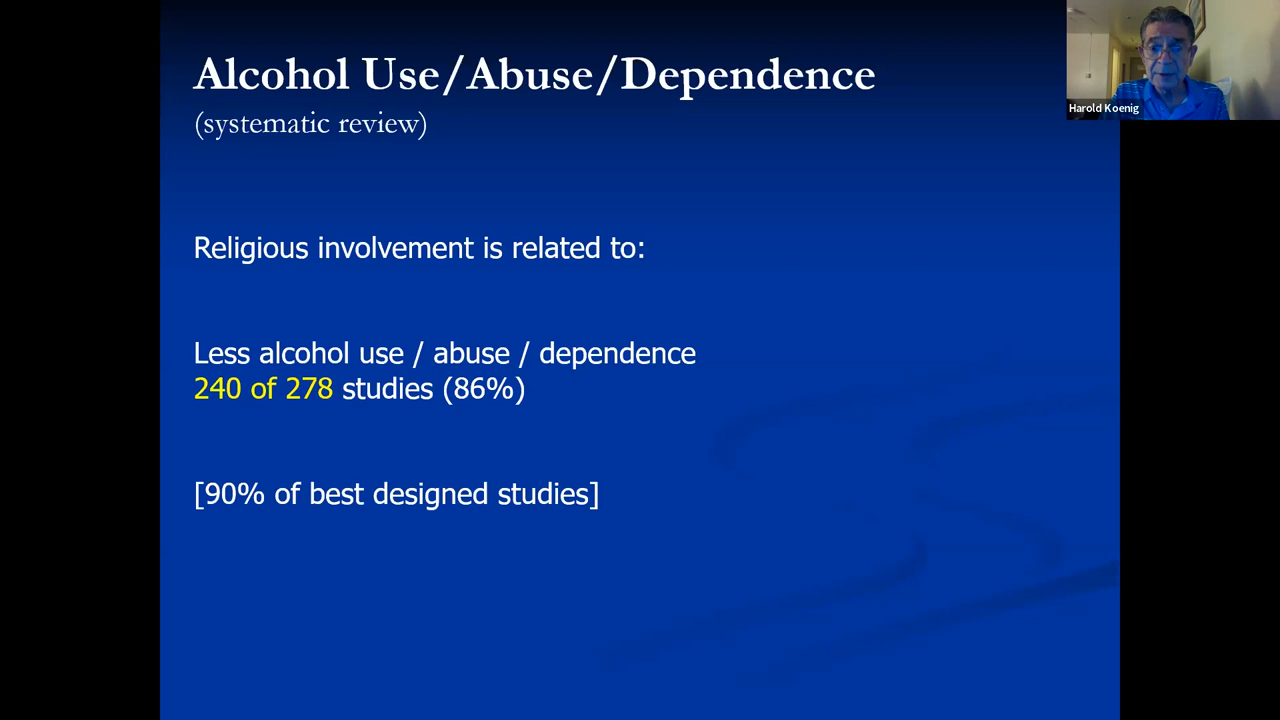 Alcohol Use/Abuse/Dependence
(systematic review)
Harold Koenig
Religious involvement is related to:
Less alcohol use / abuse / dependence
240 of 278 studies (86%)
[90% of best designed studies]